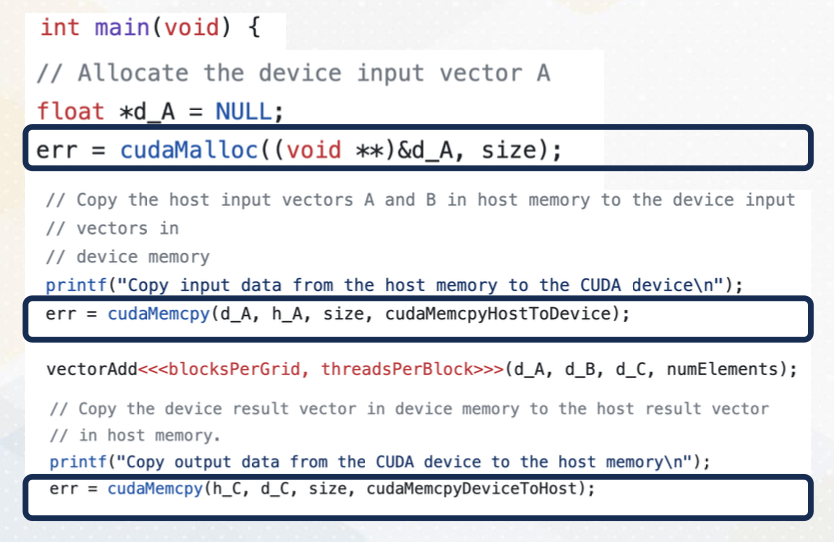 int main(void) {
// Allocate the device input vector A
float *d_A = NULL;
err = cudaMalloc((void **)&d_A, size);
// Copy the host input vectors A and B in host memory to the device input
// vectors in
// device memory
printf("Copy input data from the host memory to the CUDA device\n");
err = cudaMemcpy(d_A, h_A, size, cudaMemcpyHostToDevice);
vectorAdd<<<blocksPerGrid, threadsPerBlock>>>(d_A, d_B, d_C, numElements);
// Copy the device result vector in device memory to the host result vector
// in host memory.
printf("Copy output data from the CUDA device to the host memory\n");
err = cudaMemcpy(h_C, d_C, size, cudaMemcpyDeviceToHost);